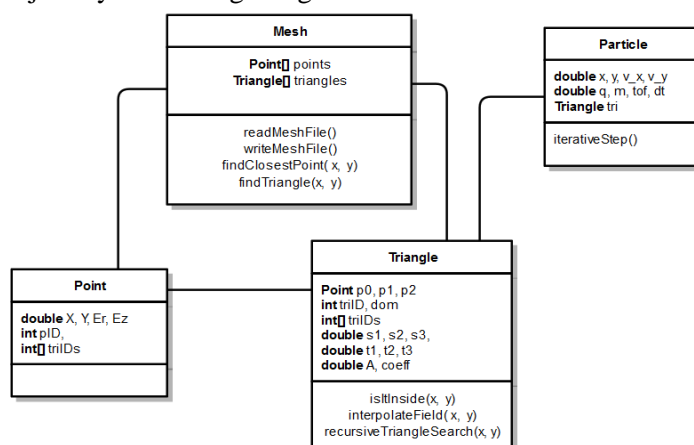 Mesh
Point[] points
Triangle[] triangles
readMeshFile()
writeMeshFile()
findClosestPoint( x, y)
findTriangle(x, y)
Particle
double x, y, v_x, v_y
double q, m, tof, dt
Triangle tri
iterativeStep()
Point
double X, Y, Er, Ez
int pID,
int[] triIDs
Triangle
Point p0, p1, p2
int triID, dom
int[] triIDs
double s1, s2, s3,
double t1, t2, t3
double A, coeff
isItInside(x, y)
interpolateField( x, y)
recursiveTriangleSearch(x, y)